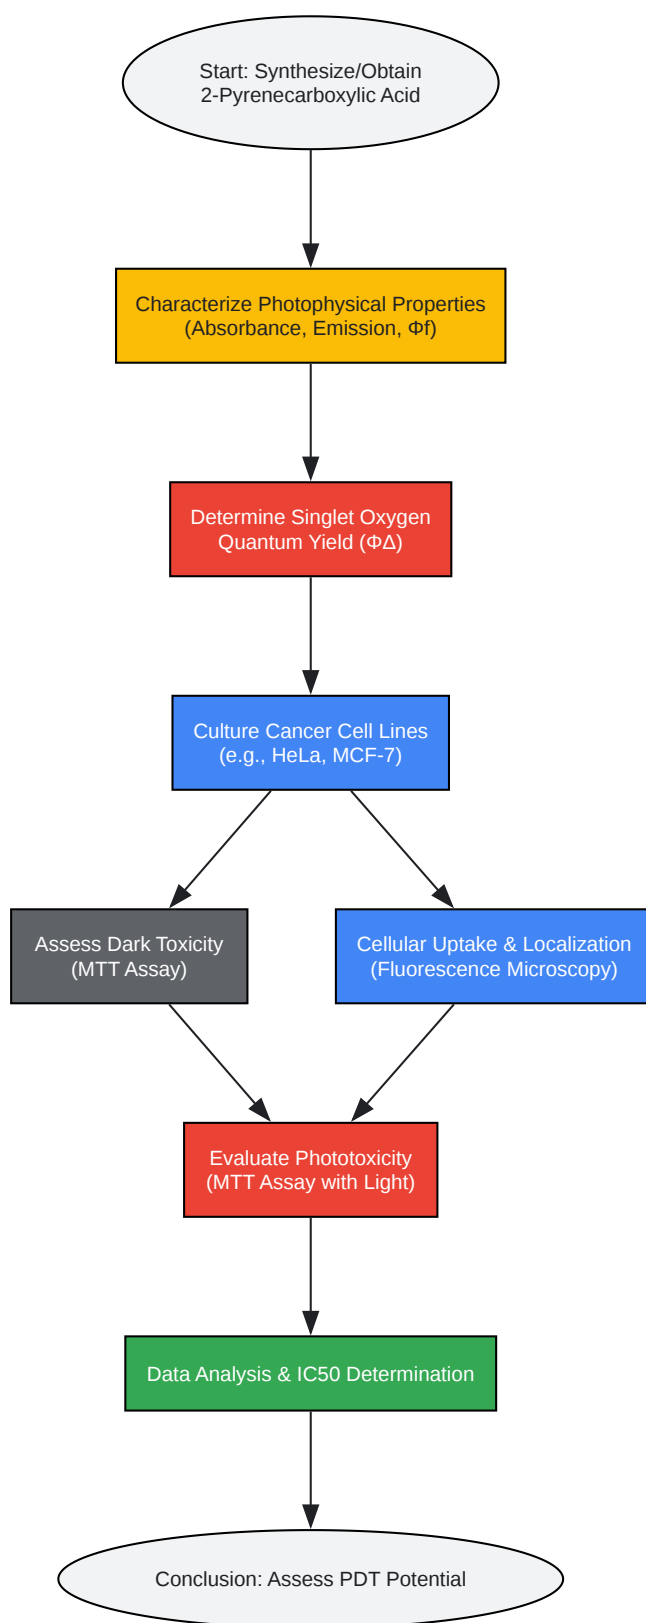 Start: Synthesize/Obtain
2-Pyrenecarboxylic Acid
Characterize Photophysical Properties
(Absorbance, Emission, Φf)
Determine Singlet Oxygen
Quantum Yield (ΦΔ)
Culture Cancer Cell Lines
(e.g., HeLa, MCF-7)
Assess Dark Toxicity
(MTT Assay)
Cellular Uptake & Localization
(Fluorescence Microscopy)
Evaluate Phototoxicity
(MTT Assay with Light)
Data Analysis & IC50 Determination
Conclusion: Assess PDT Potential